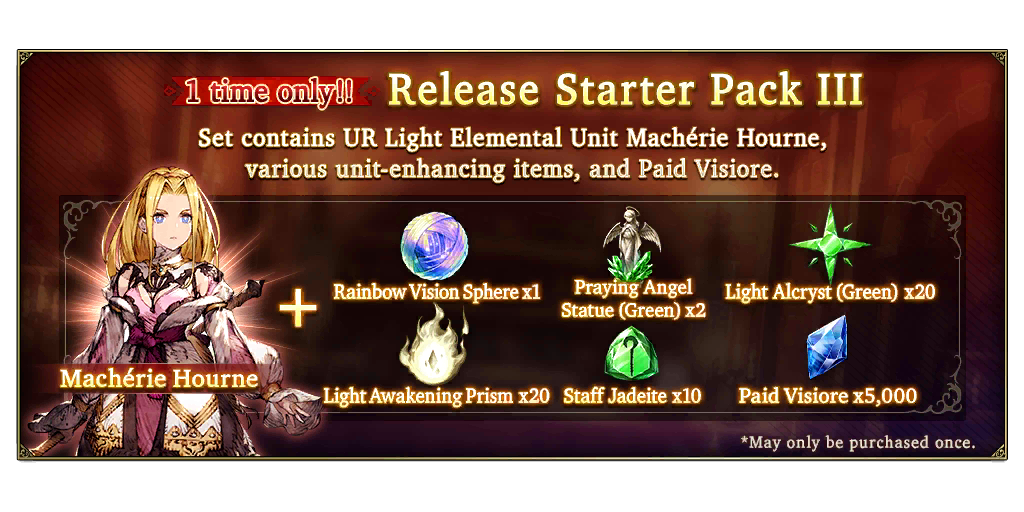 1 time only!! Release Starter Pack III
Set contains UR Light Elemental Unit Machérie Hourne,
various unit-enhancing items, and Paid Visiore.
Machérie Hourne
+
Rainbow Vision Sphere x1
Praying Angel
Statue (Green) x2
Light Alcryst (Green) x20
Light Awakening Prism x20
Staff Jadeite x10
Paid Visiore x5,000
*May only be purchased once.